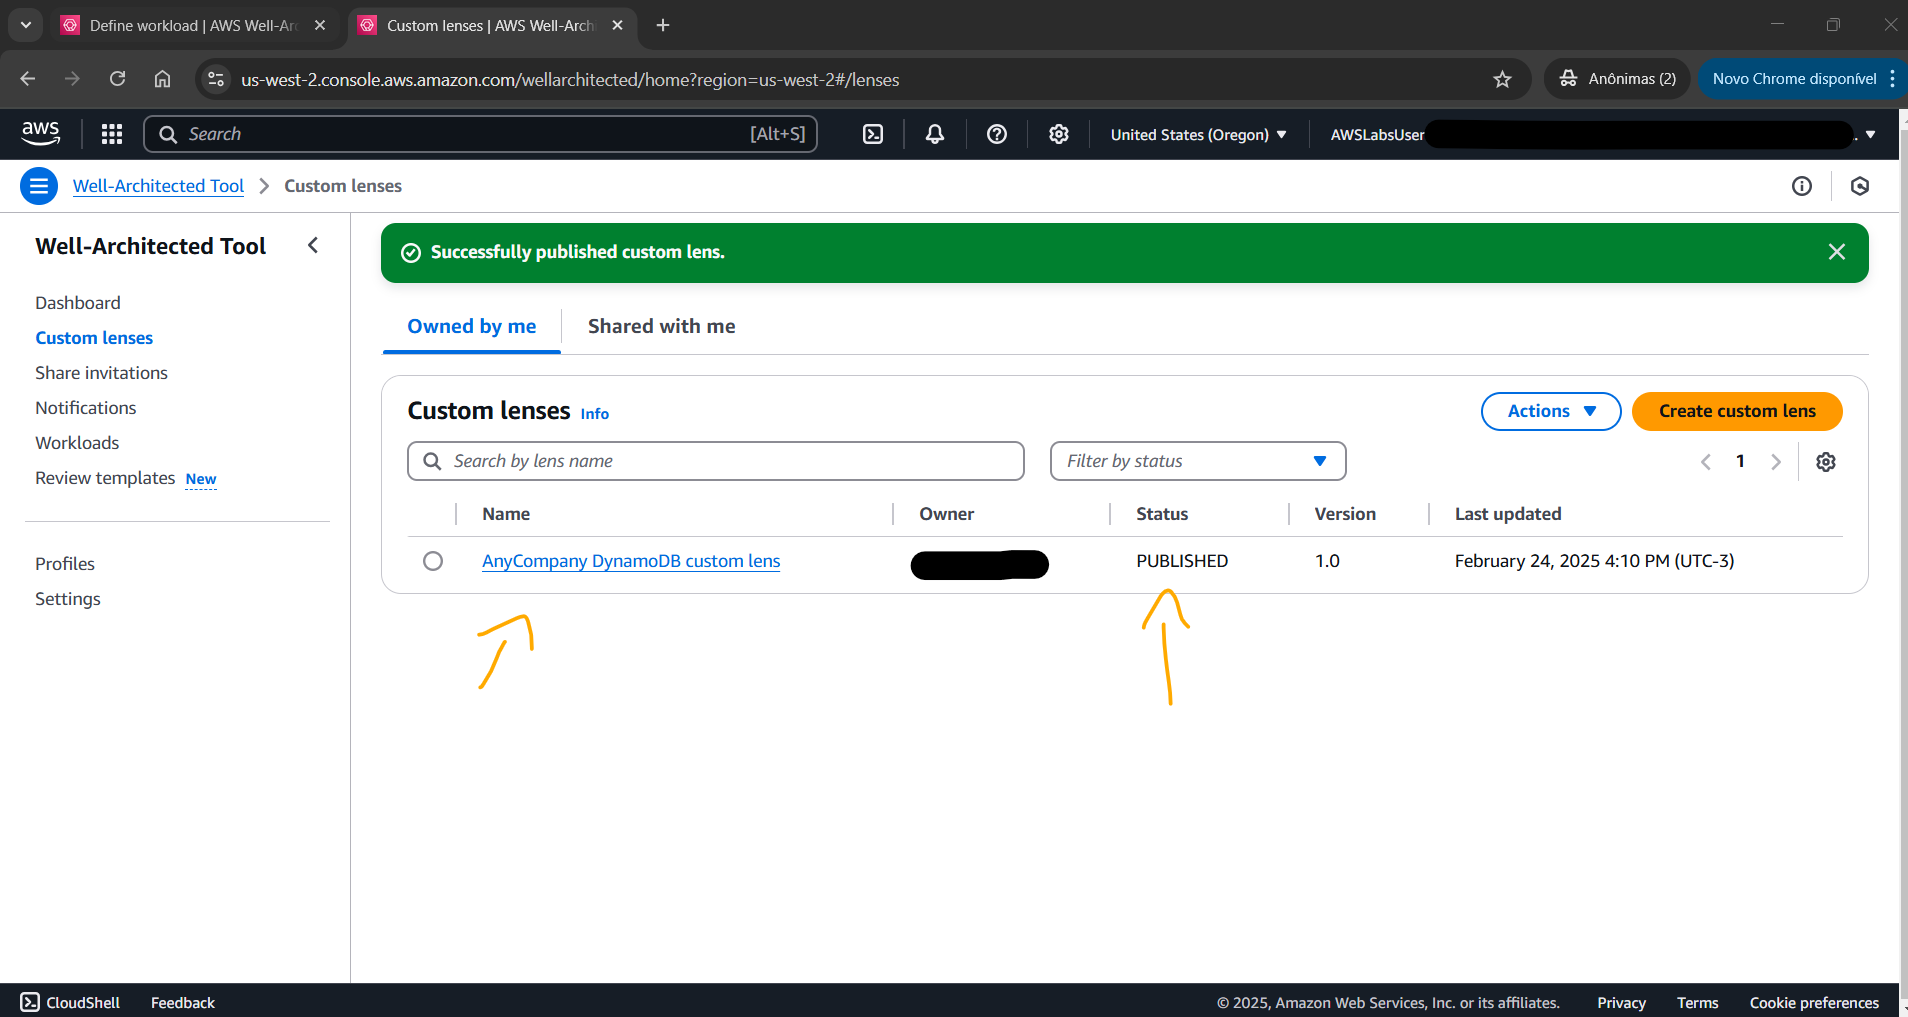 Define workload | AWS Well-Arc
Custom lenses | AWS Well-Archi
us-west-2.console.aws.amazon.com/wellarchitected/home?region=us-west-2#/lenses
Anônimas (2)
Novo Chrome disponível
aws
Search
[Alt+S]
United States (Oregon)
AWSLabsUser
Well-Architected Tool
Custom lenses
Well-Architected Tool
Dashboard
Custom lenses
Share invitations
Notifications
Workloads
Review templates New
Profiles
Settings
Successfully published custom lens.
Owned by me
Shared with me
Custom lenses Info
Actions
Create custom lens
Search by lens name
Filter by status
1
Name
Owner
Status
Version
Last updated
AnyCompany DynamoDB custom lens
PUBLISHED
1.0
February 24, 2025 4:10 PM (UTC-3)
CloudShell
Feedback
© 2025, Amazon Web Services, Inc. or its affiliates.
Privacy
Terms
Cookie preferences